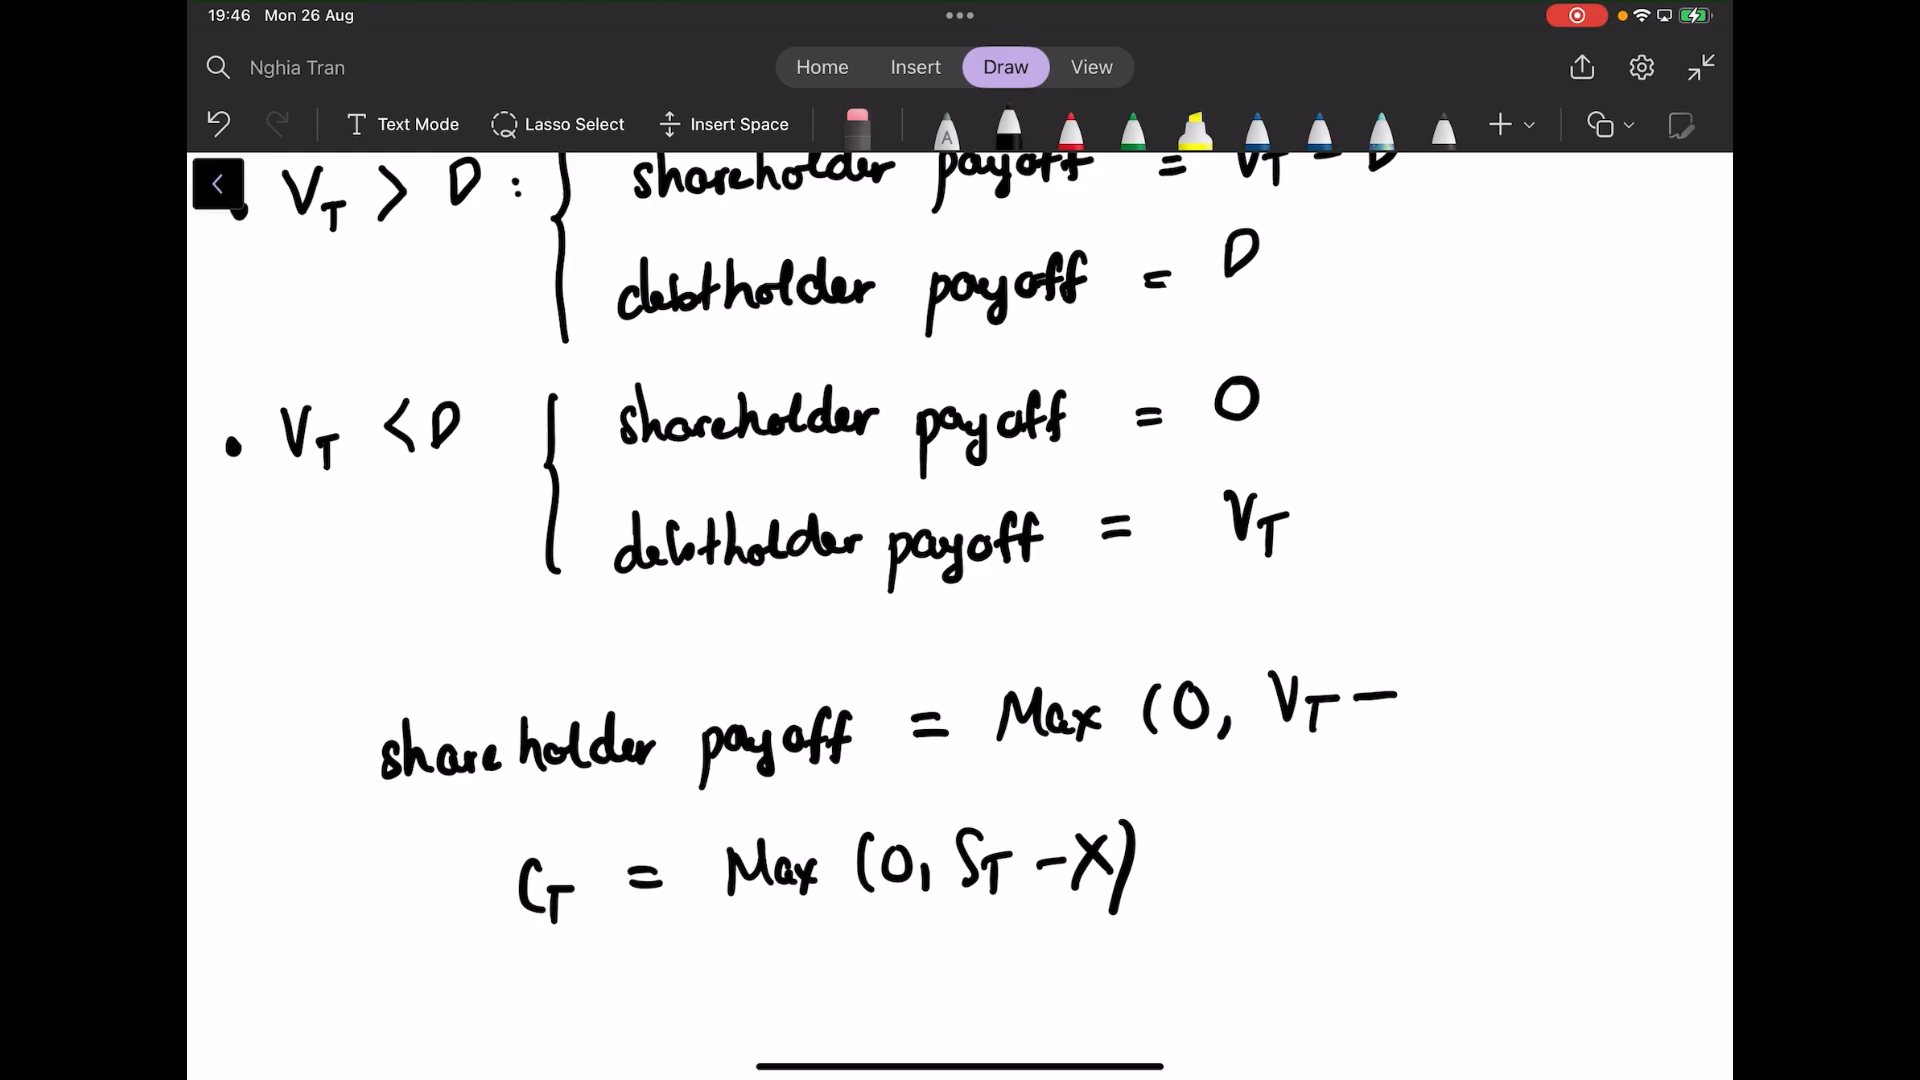 19:46 Mon 26 Aug
Nghia Tran
Home Insert Draw View
Text Mode Lasso Select Insert Space A
• V_T > D : { shareholder payoff = V_T - D
debtholder payoff = D
• V_T < D { shareholder payoff = 0
debtholder payoff = V_T
shareholder payoff = Max (0, V_T -
C_T = Max (0, S_T - X)